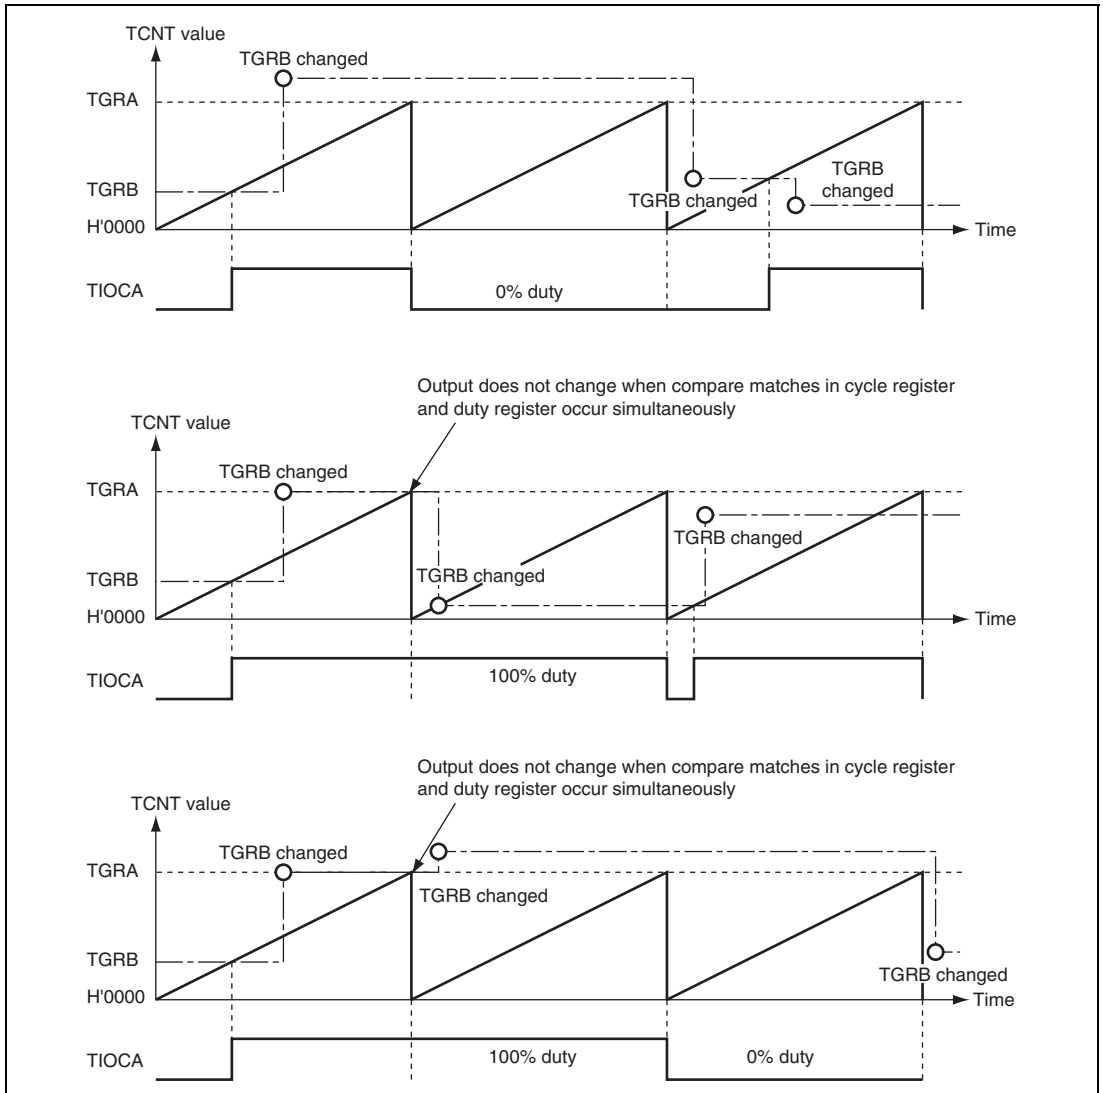 TCNT value
TGRB changed
TGRA
TGRB
changed
TGRB
TGRB changed
H'0000
Time
TIOCA
0% duty
Output does not change when compare matches in cycle register
and duty register occur simultaneously
TCNT value
TGRB changed
TGRA
TGRB changed
TGRB
TGRB changed
H'0000
Time
TIOCA
100% duty
Output does not change when compare matches in cycle register
and duty register occur simultaneously
TCNT value
TGRB changed
TGRA
TGRB changed
TGRB
TGRB changed
H'0000
Time
TIOCA
100% duty
0% duty